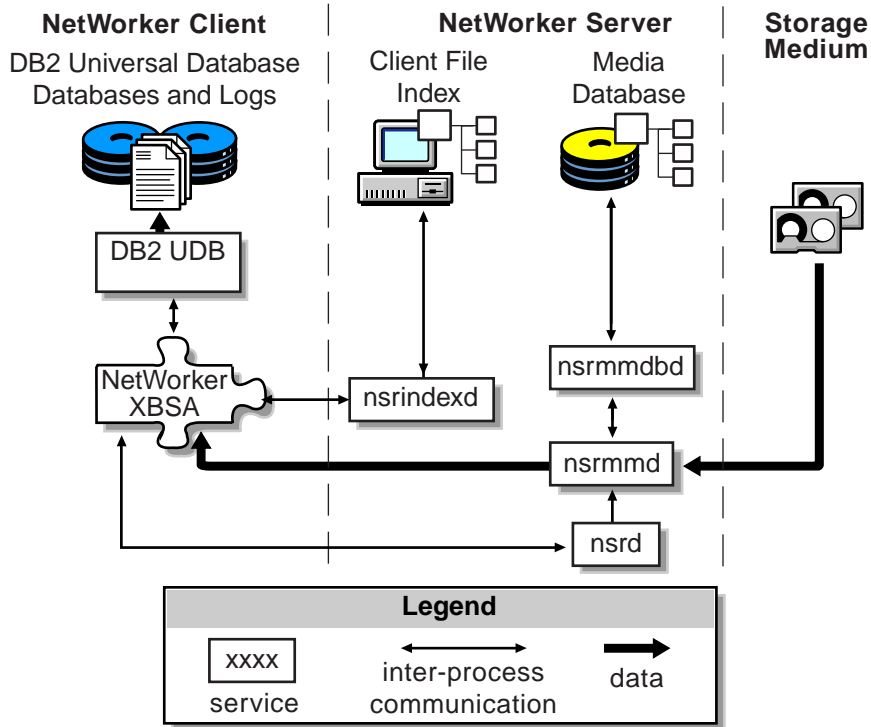 NetWorker Client
NetWorker Server
Storage
Medium
DB2 Universal Database
Databases and Logs
Client File
Index
Media
Database
DB2 UDB
NetWorker
XBSA
nsrindexd
nsrmmdbd
nsrmmd
nsrd
Legend
xxxx
service
inter-process
communication
data